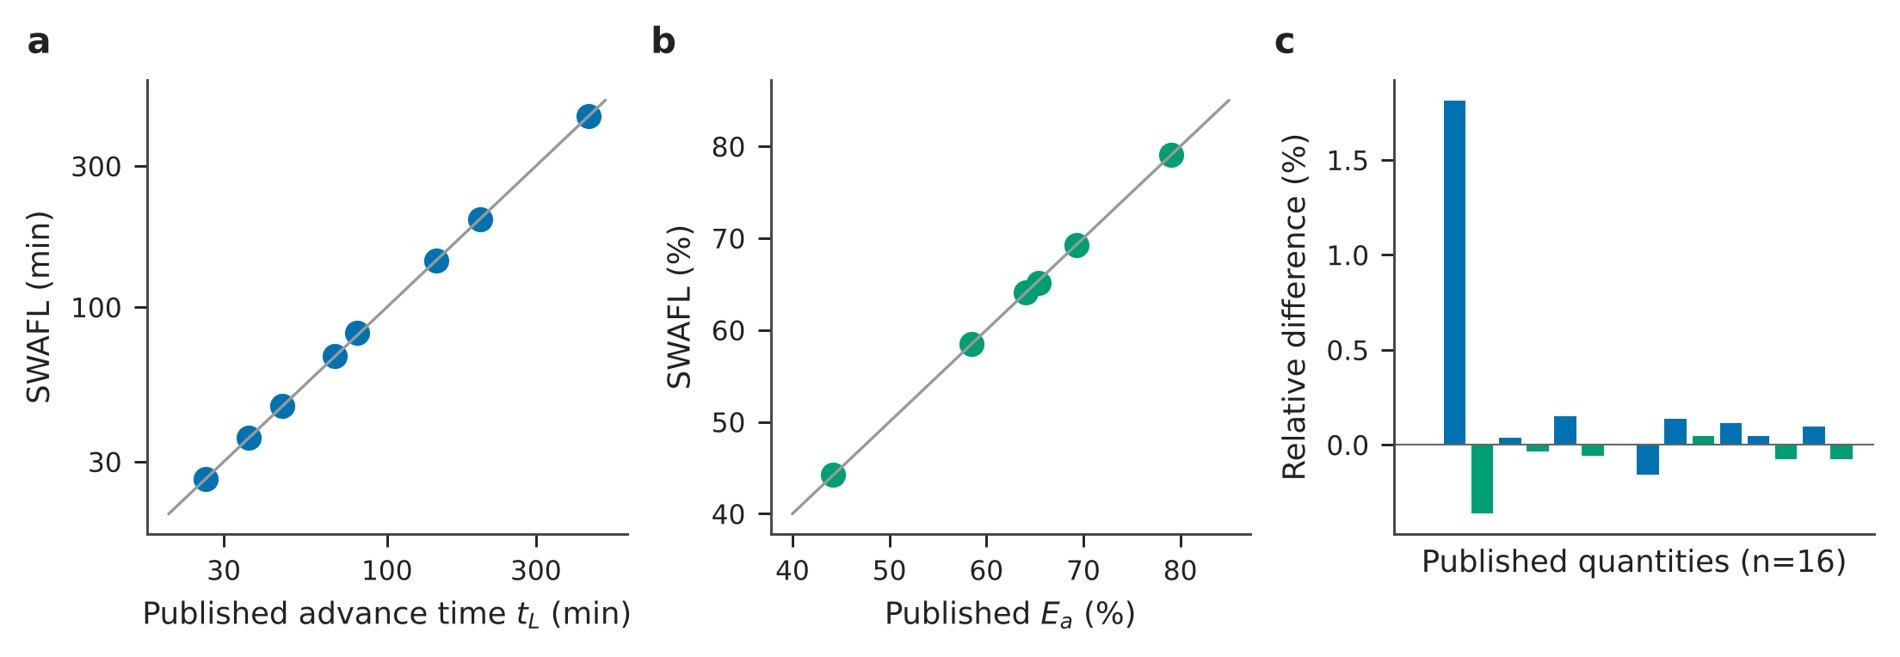 a
SWAFL (min)
300
100
30
30 100 300
Published advance time t_L (min)
b
SWAFL (%)
80
70
60
50
40
40 50 60 70 80
Published E_a (%)
c
Relative difference (%)
1.5
1.0
0.5
0.0
Published quantities (n=16)